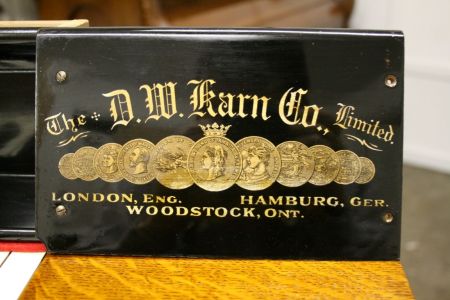 The D.W. Karn Co., Limited.
LONDON, ENG. HAMBURG, GER.
WOODSTOCK, ONT.